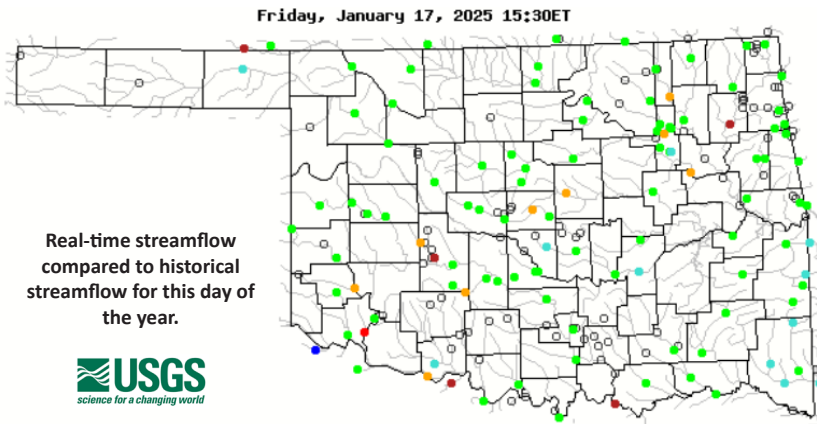 Friday, January 17, 2025 15:30ET
Real-time streamflow
compared to historical
streamflow for this day of
the year.
USGS
science for a changing world